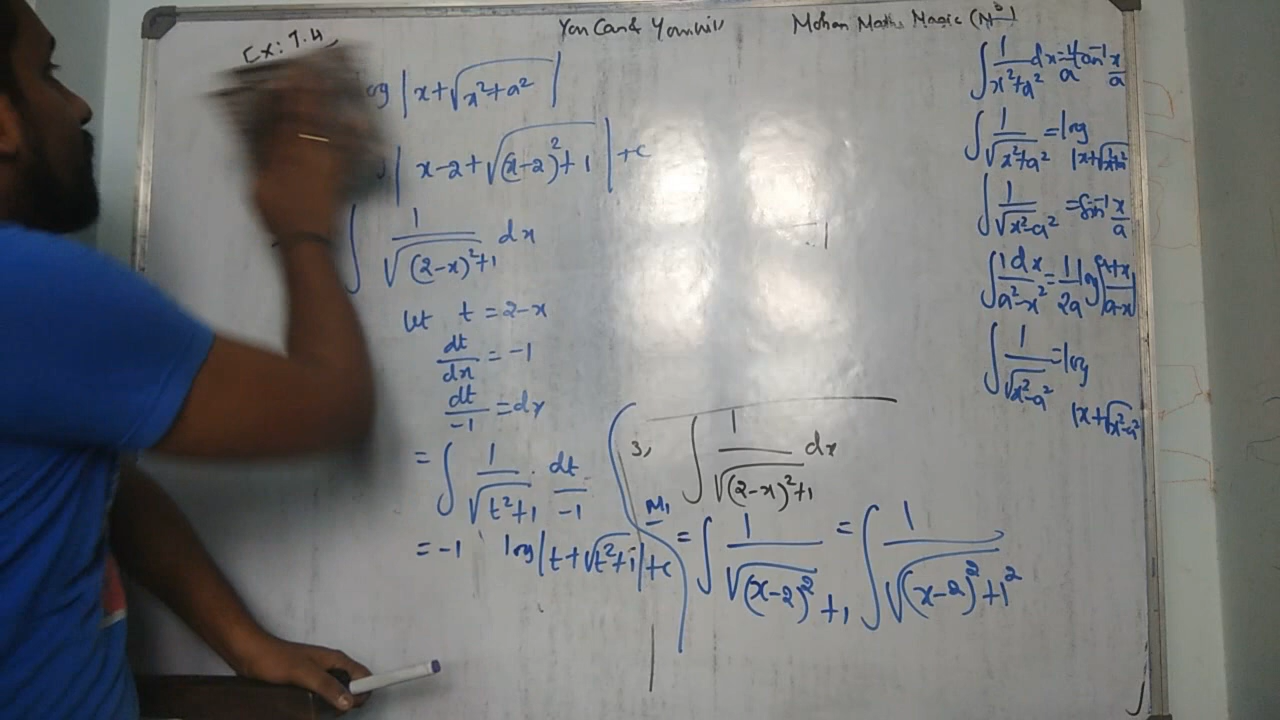 Ex: 7.4
You Can & You will
Mohan Maths Magic (M³)
log |x+√(x²+a²)|
| x-2+√((x-2)²+1) | +c
∫ 1/√((2-x)²+1) dx
let t = 2-x
dt/dx = -1
dt/-1 = dx
= ∫ 1/√(t²+1) · dt/-1
= -1 log|t+√(t²+1)|+c
3, ∫ 1/√((2-x)²+1) dx
M₁ = ∫ 1/√(x-2)² +1, = ∫ 1/√((x-2)²+1²)
∫ 1/(x²+a²) dx = 1/a tan⁻¹ x/a
∫ 1/√(x²+a²) = log
|x+√(x²+a²)
∫ 1/√(x²-a²) = Sin⁻¹ x/a
∫ 1dx/(a²-x²) = 1/2a log|(a+x)/(a-x)|
∫ 1/√(x²-a²) = log
|x+√(x²-a²)